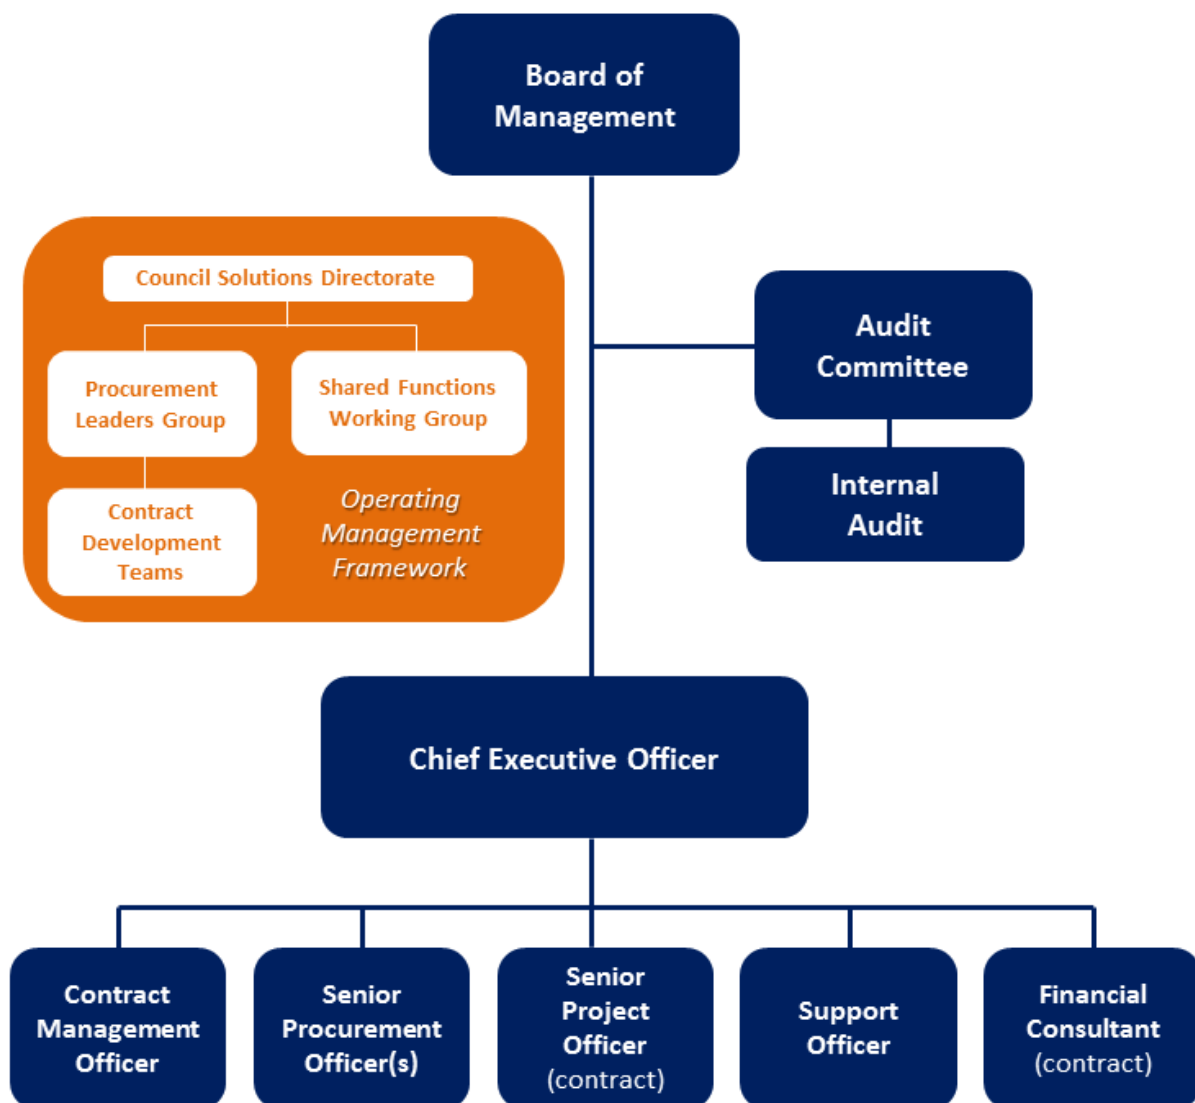 Board of
Management
Council Solutions Directorate
Procurement
Leaders Group
Shared Functions
Working Group
Contract
Development
Teams
Operating
Management
Framework
Audit
Committee
Internal
Audit
Chief Executive Officer
Contract
Management
Officer
Senior
Procurement
Officer(s)
Senior
Project
Officer
(contract)
Support
Officer
Financial
Consultant
(contract)